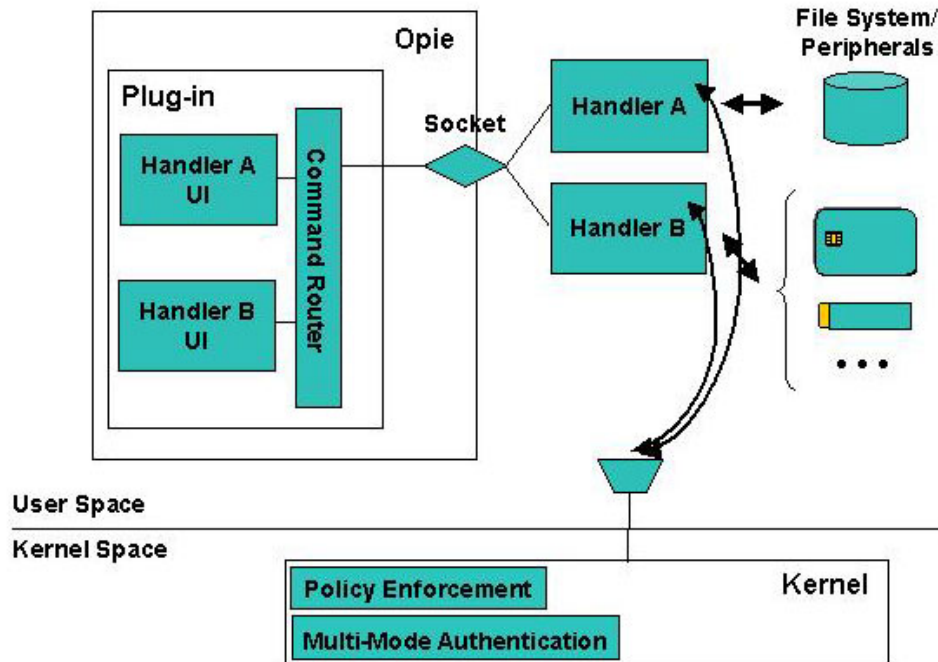 Opie
File System/
Peripherals
Plug-in
Socket
Handler A
Handler A
UI
Command Router
Handler B
Handler B
UI
User Space
Kernel Space
Policy Enforcement
Kernel
Multi-Mode Authentication